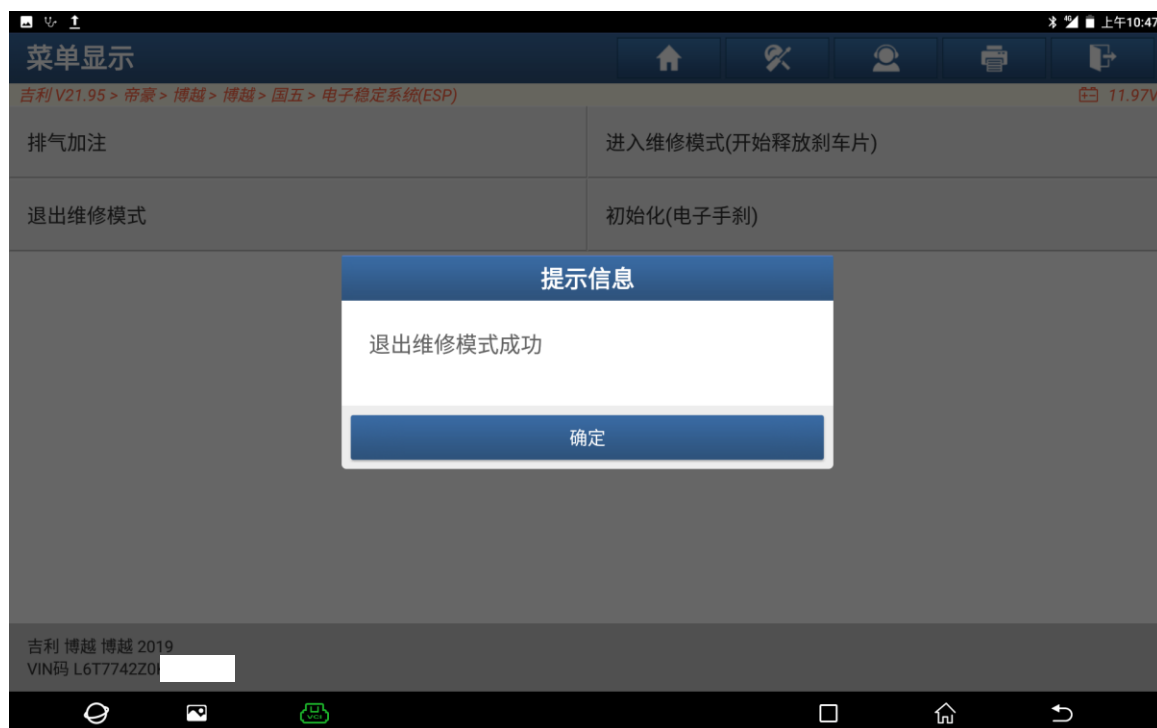 上午10:47
菜单显示
吉利 V21.95 > 帝豪 > 博越 > 博越 > 国五 > 电子稳定系统(ESP)
11.97V
排气加注
进入维修模式(开始释放刹车片)
退出维修模式
初始化(电子手刹)
提示信息
退出维修模式成功
确定
吉利 博越 博越 2019
VIN码 L6T7742Z0
VCI